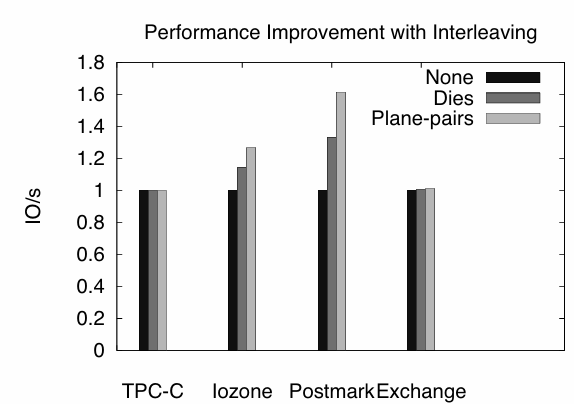 Performance Improvement with Interleaving
1.8
1.6
1.4
1.2
1
0.8
0.6
0.4
0.2
0
IO/s
None
Dies
Plane-pairs
TPC-C Iozone Postmark Exchange